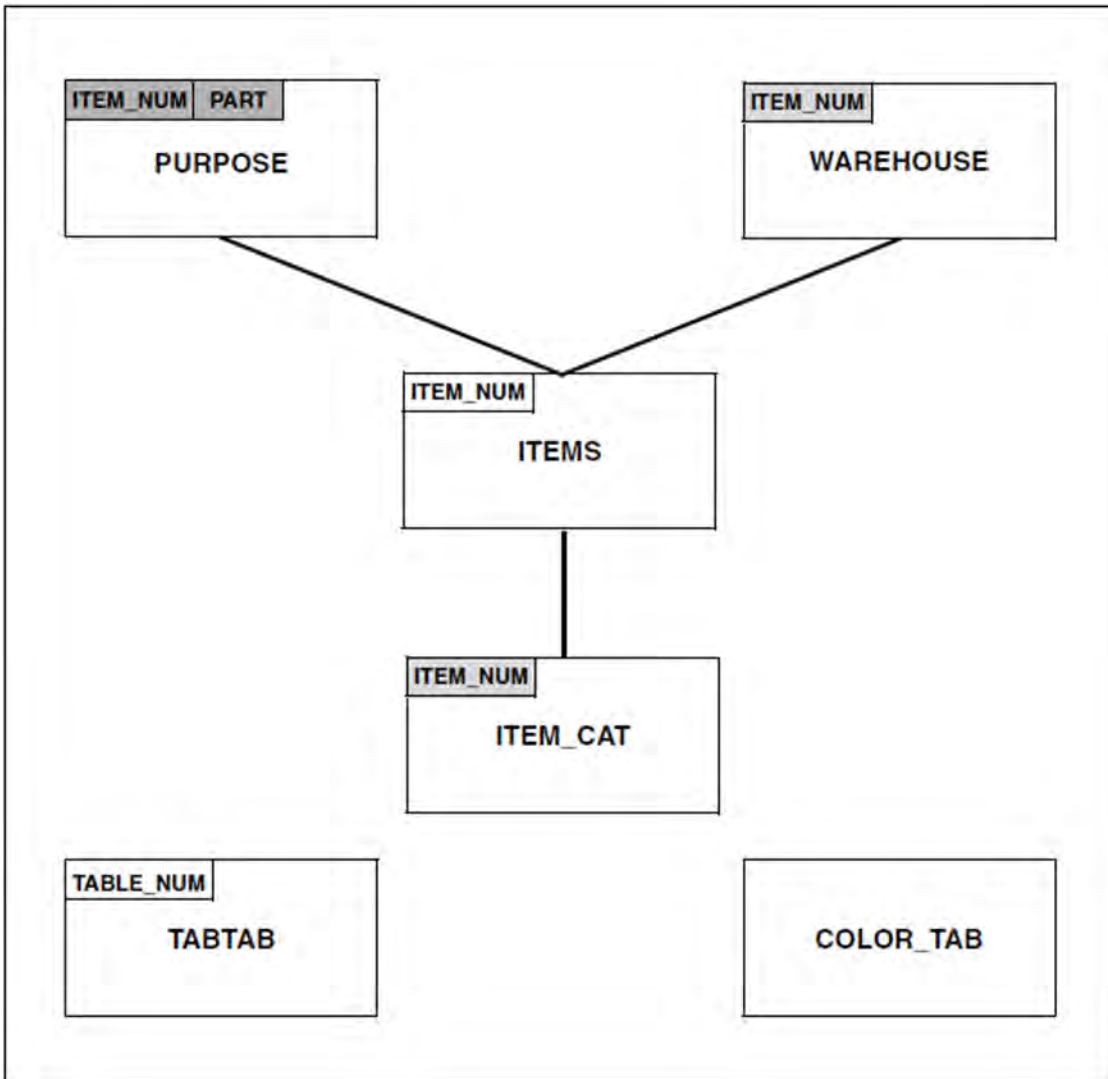 ITEM_NUM PART
PURPOSE
ITEM_NUM
WAREHOUSE
ITEM_NUM
ITEMS
ITEM_NUM
ITEM_CAT
TABLE_NUM
TABTAB
COLOR_TAB